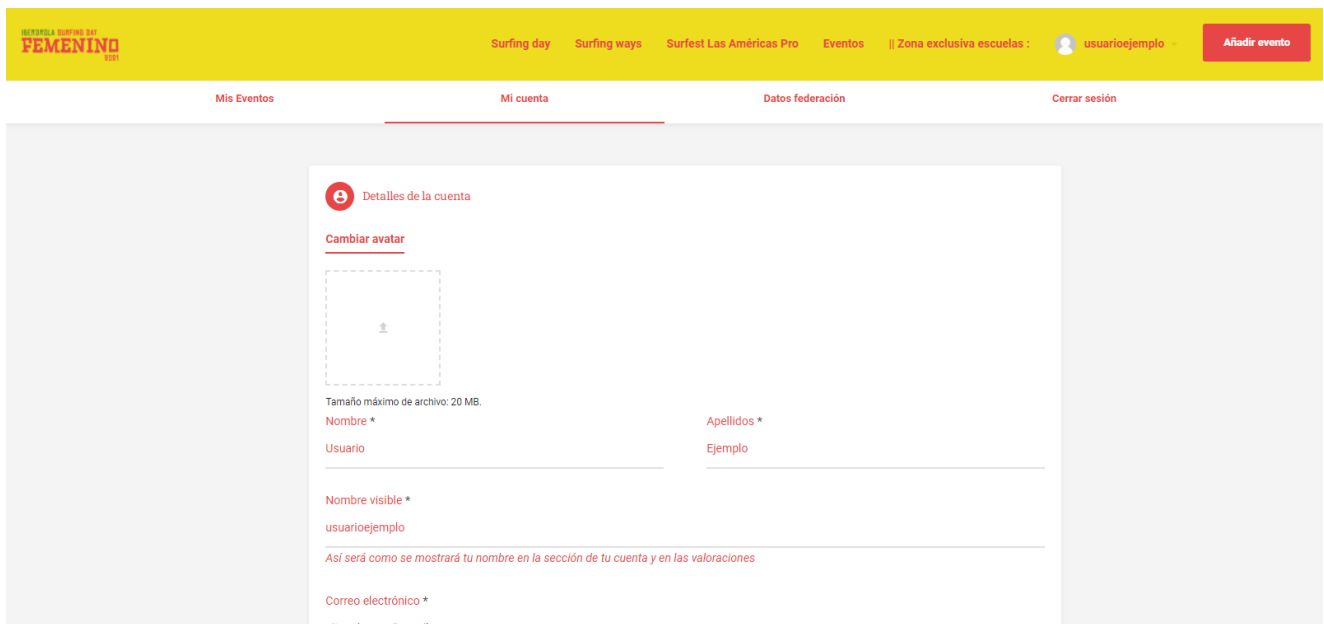 IBERDROLA SURFING DAY
FEMENINO
2021
Surfing day Surfing ways Surfest Las Américas Pro Eventos || Zona exclusiva escuelas : usuarioejemplo Añadir evento
Mis Eventos Mi cuenta Datos federación Cerrar sesión
Detalles de la cuenta
Cambiar avatar
Tamaño máximo de archivo: 20 MB.
Nombre * Apellidos *
Usuario Ejemplo
Nombre visible *
usuarioejemplo
Así será como se mostrará tu nombre en la sección de tu cuenta y en las valoraciones
Correo electrónico *